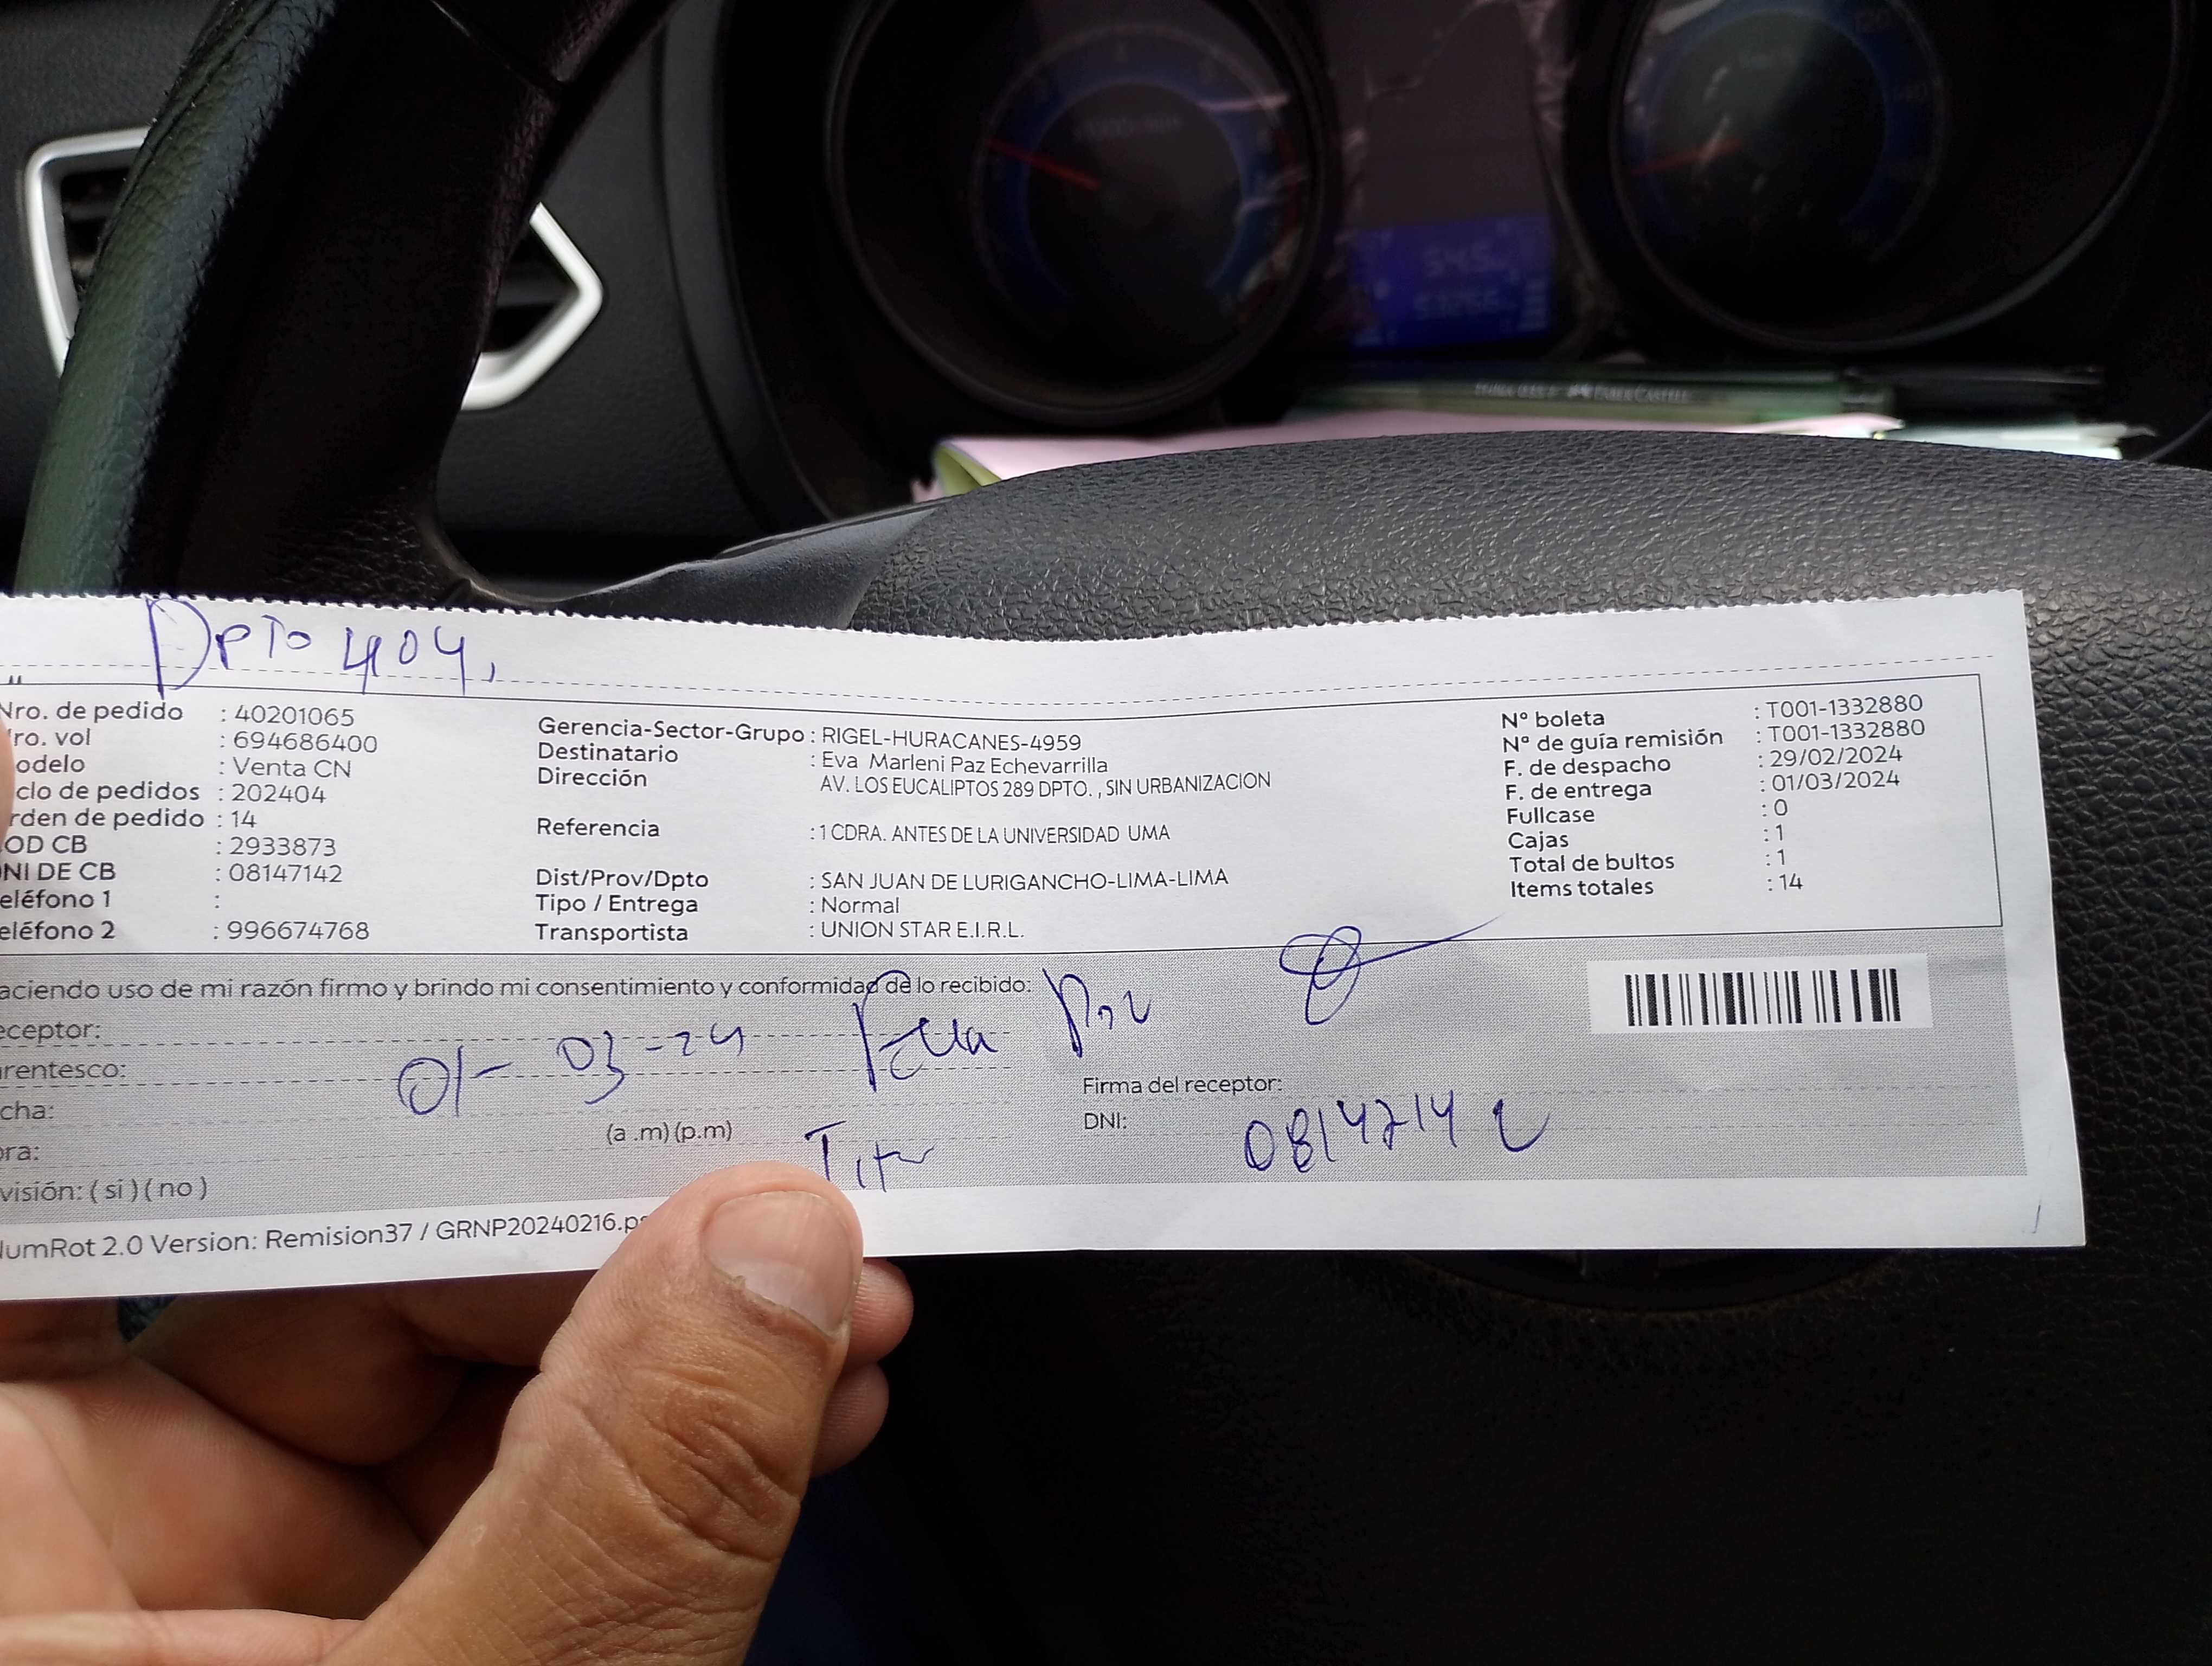 Dpto 404,
Nro. de pedido : 40201065
ro. vol : 694686400
odelo : Venta CN
clo de pedidos : 202404
rden de pedido : 14
OD CB : 2933873
NI DE CB : 08147142
eléfono 1 :
eléfono 2 : 996674768
Gerencia-Sector-Grupo : RIGEL-HURACANES-4959
Destinatario : Eva Marleni Paz Echevarrilla
Dirección AV. LOS EUCALIPTOS 289 DPTO. , SIN URBANIZACION
Referencia : 1 CDRA. ANTES DE LA UNIVERSIDAD UMA
Dist/Prov/Dpto : SAN JUAN DE LURIGANCHO-LIMA-LIMA
Tipo / Entrega : Normal
Transportista : UNION STAR E.I.R.L.
Nº boleta : T001-1332880
Nº de guía remisión : T001-1332880
F. de despacho : 29/02/2024
F. de entrega : 01/03/2024
Fullcase : 0
Cajas : 1
Total de bultos : 1
Items totales : 14
aciendo uso de mi razón firmo y brindo mi consentimiento y conformidad de lo recibido:
eceptor:
rentesco:
01-03-24
cha:
(a .m) (p.m)
ora:
visión: ( si ) ( no )
Firma del receptor:
DNI: 08147142
umRot 2.0 Version: Remision37 / GRNP20240216.p
FABER-CASTELL